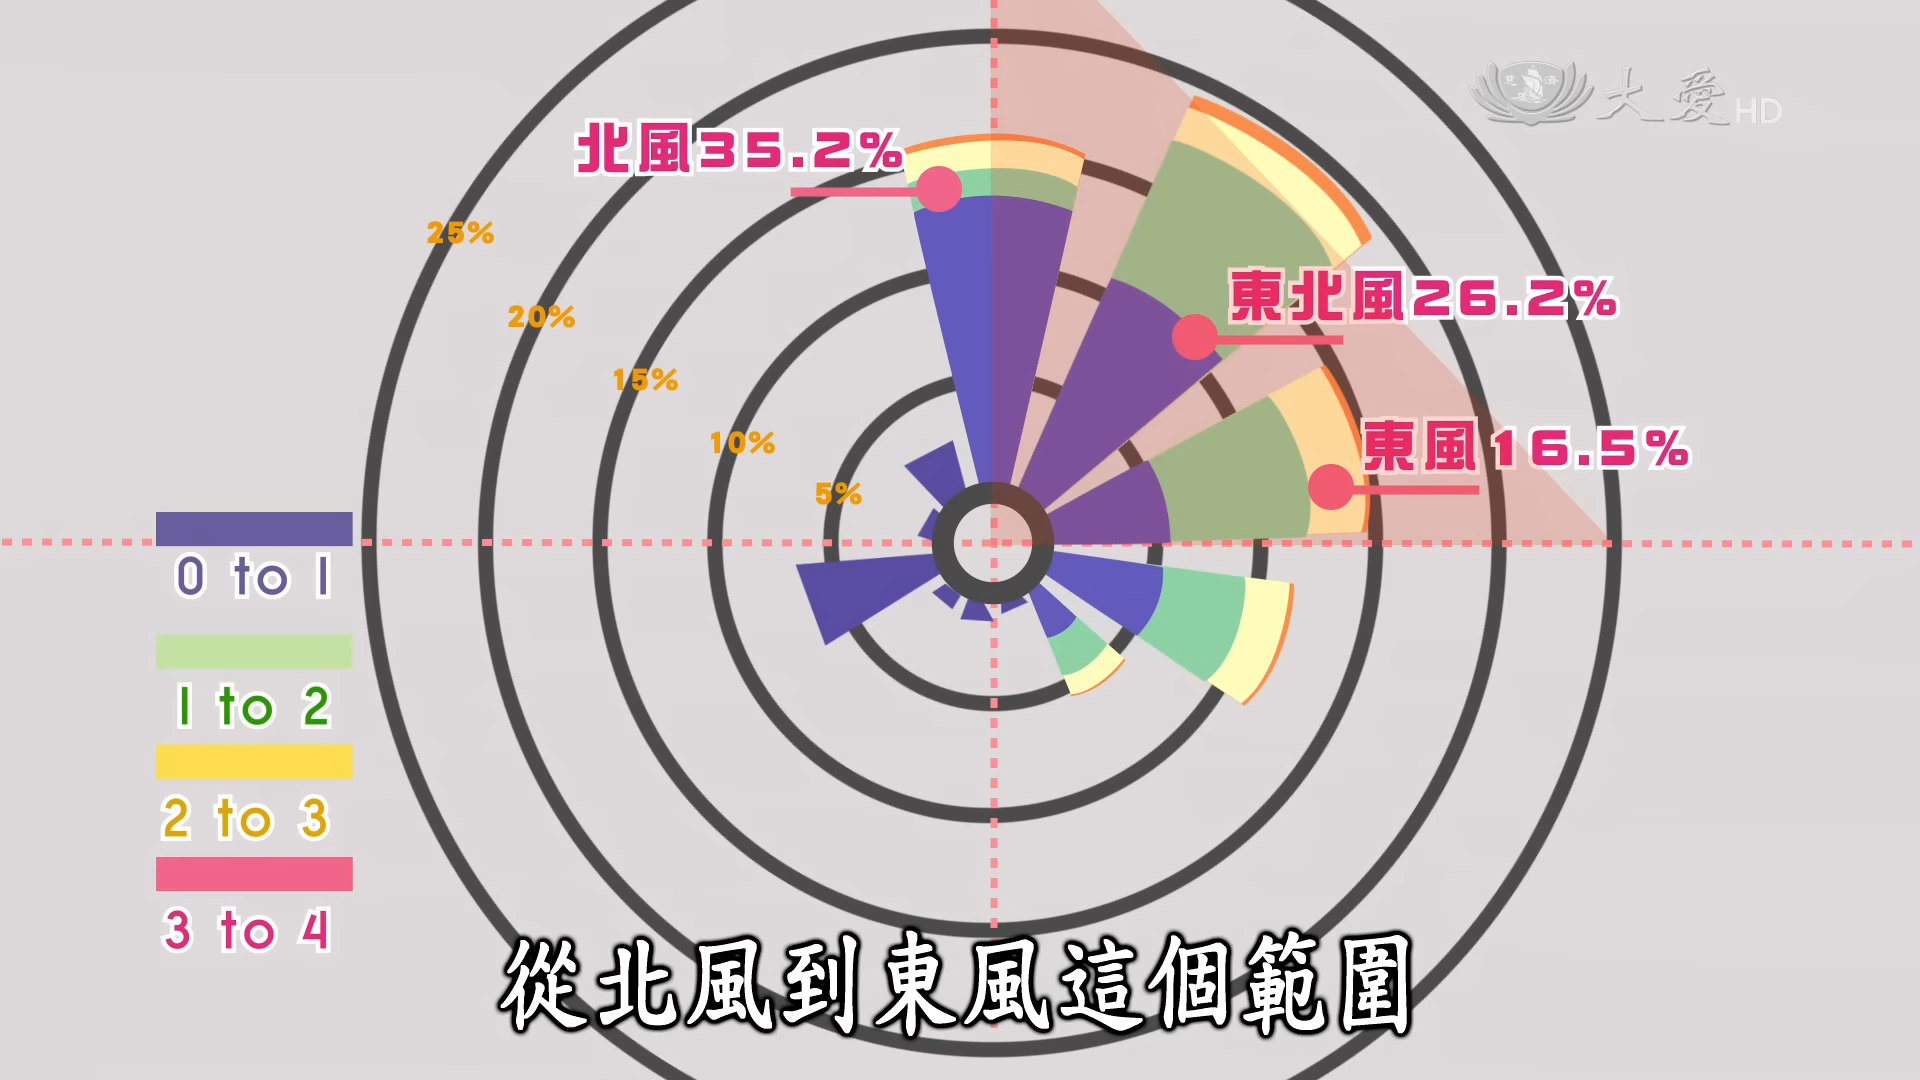 大愛HD
北風35.2%
25%
東北風26.2%
20%
15%
東風16.5%
10%
5%
0 to 1
1 to 2
2 to 3
3 to 4
從北風到東風這個範圍